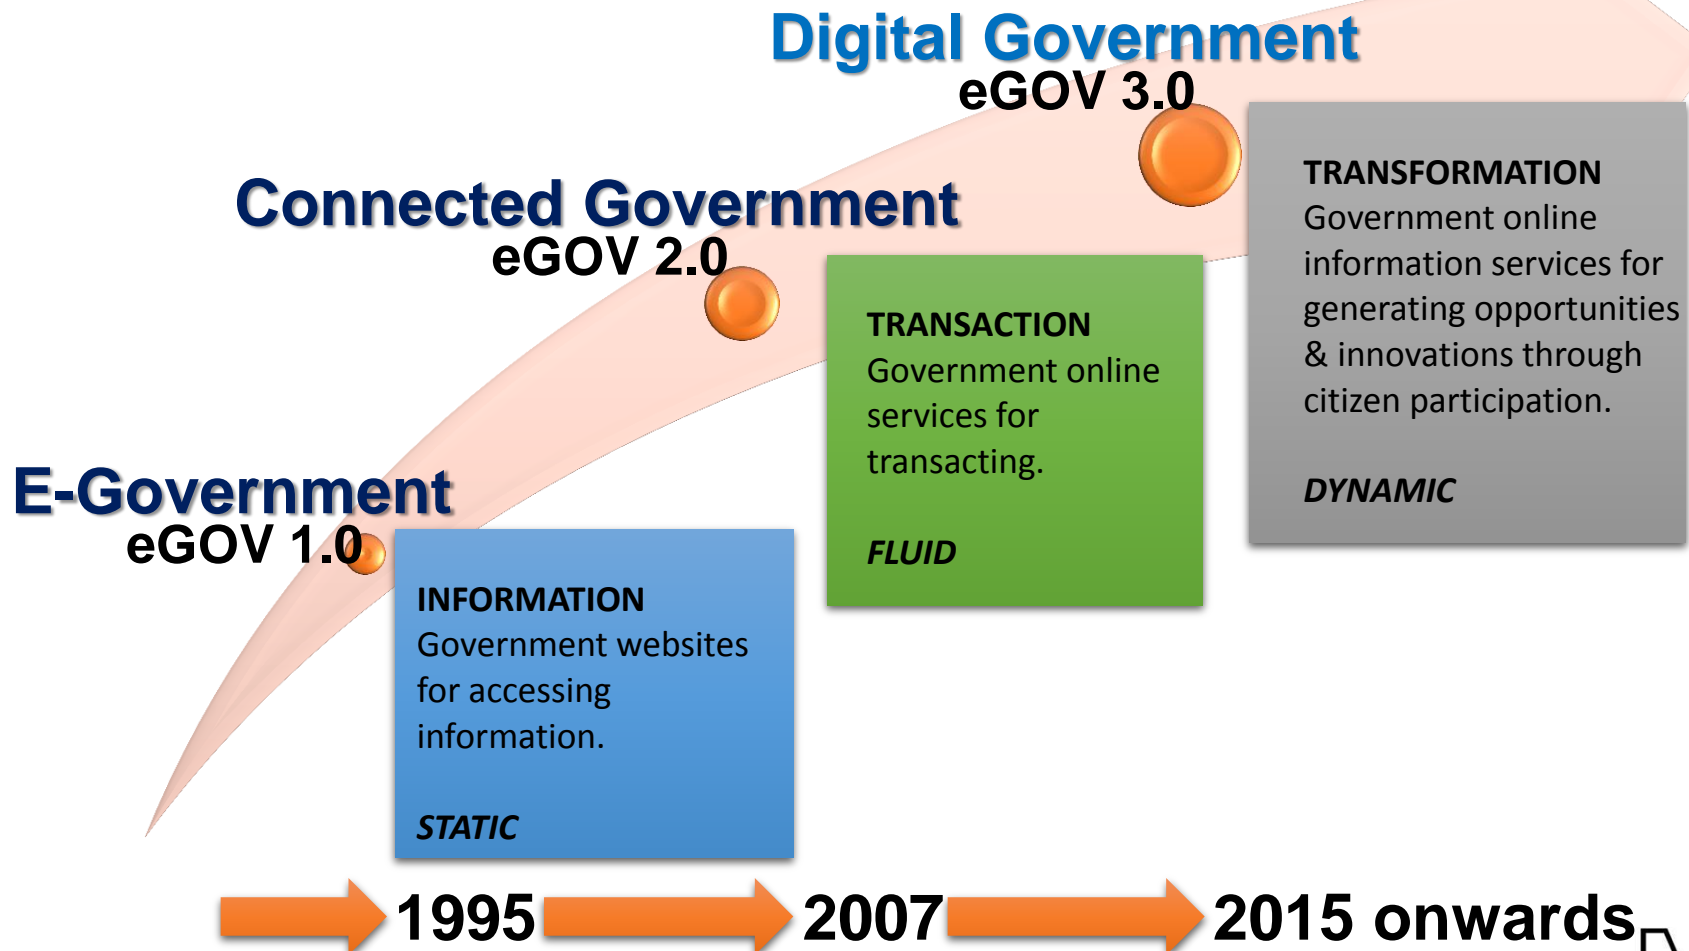 Digital Government
eGOV 3.0
TRANSFORMATION
Government online
information services for
generating opportunities
& innovations through
citizen participation.
DYNAMIC
Connected Government
eGOV 2.0
TRANSACTION
Government online
services for
transacting.
FLUID
E-Government
eGOV 1.0
INFORMATION
Government websites
for accessing
information.
STATIC
1995
2007
2015 onwards